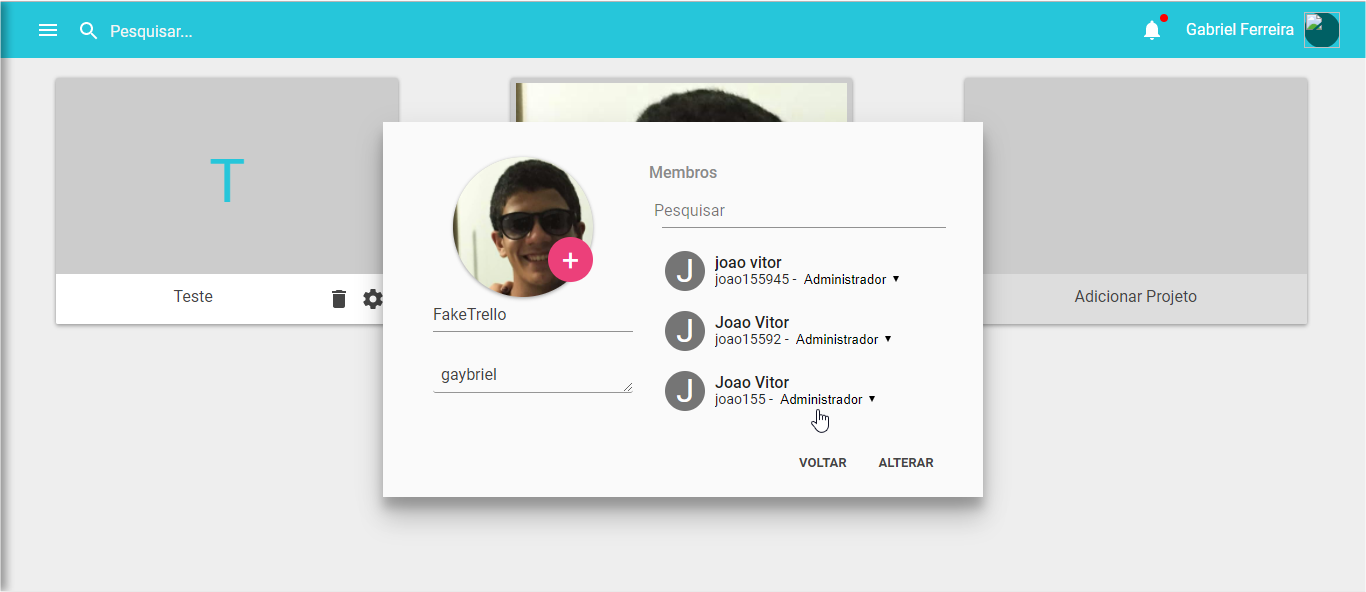 Pesquisar...
Gabriel Ferreira
T
Teste
FakeTrello
gaybriel
Membros
Pesquisar
J
joao vitor
joao155945 - Administrador ▼
J
Joao Vitor
joao15592 - Administrador ▼
J
Joao Vitor
joao155 - Administrador ▼
VOLTAR
ALTERAR
Adicionar Projeto